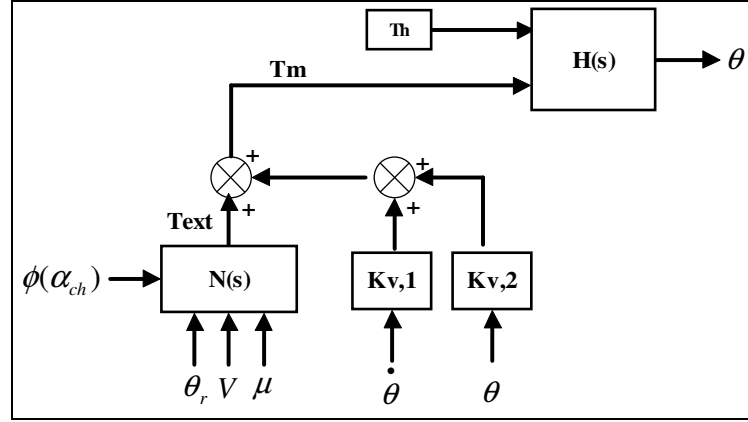 Th
H(s)
θ
Tm
+
+
+
+
Text
ϕ(α_ch)
N(s)
Kv,1
Kv,2
θ_r V μ
θ̇
θ